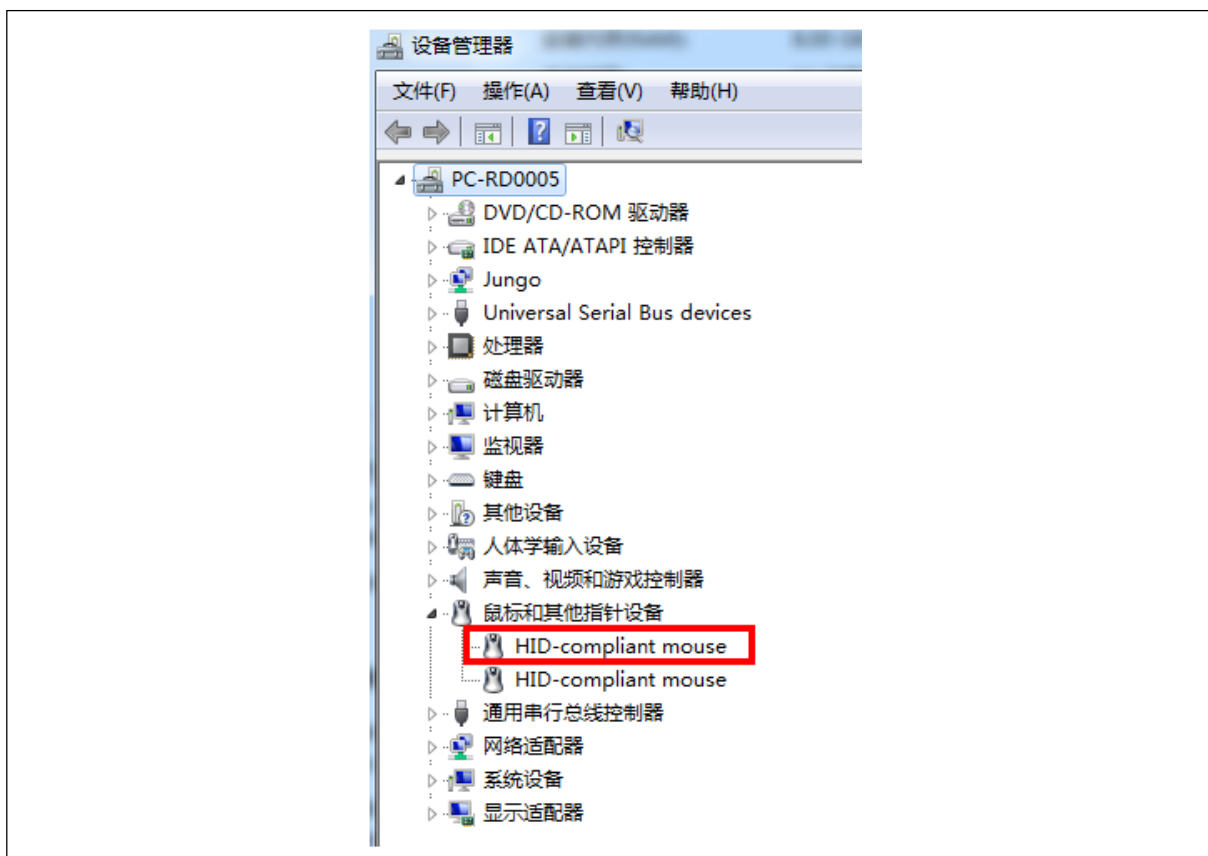 设备管理器
文件(F) 操作(A) 查看(V) 帮助(H)
PC-RD0005
DVD/CD-ROM 驱动器
IDE ATA/ATAPI 控制器
Jungo
Universal Serial Bus devices
处理器
磁盘驱动器
计算机
监视器
键盘
其他设备
人体学输入设备
声音、视频和游戏控制器
鼠标和其他指针设备
HID-compliant mouse
HID-compliant mouse
通用串行总线控制器
网络适配器
系统设备
显示适配器